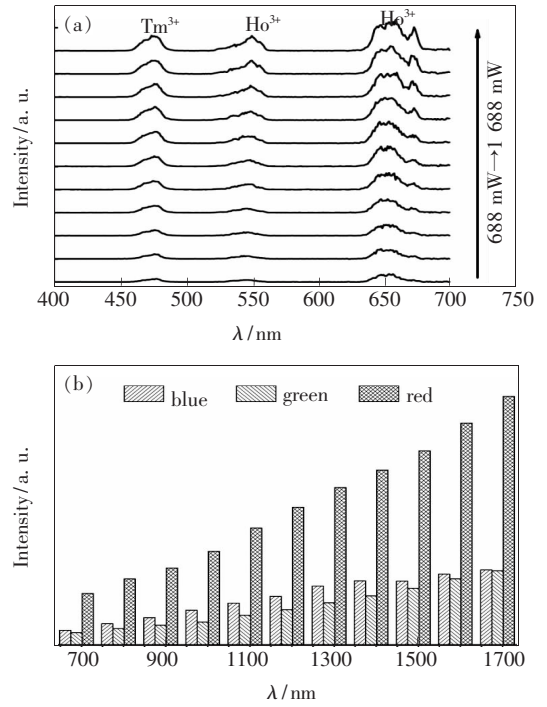 (a)
Tm³⁺
Ho³⁺
Ho³⁺
Intensity/a. u.
688 mW→1 688 mW
400 450 500 550 600 650 700 750
λ/nm
(b)
blue green red
Intensity/a. u.
700 900 1100 1300 1500 1700
λ/nm